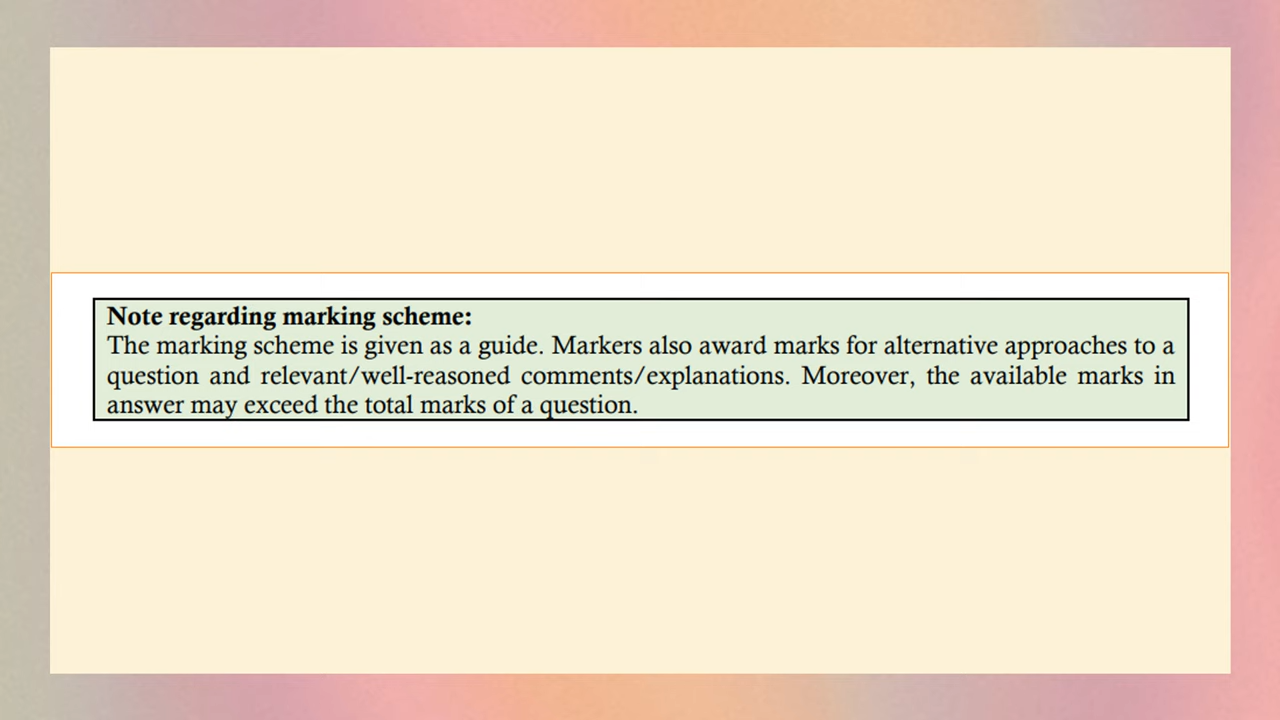 Note regarding marking scheme:
The marking scheme is given as a guide. Markers also award marks for alternative approaches to a
question and relevant/well-reasoned comments/explanations. Moreover, the available marks in
answer may exceed the total marks of a question.